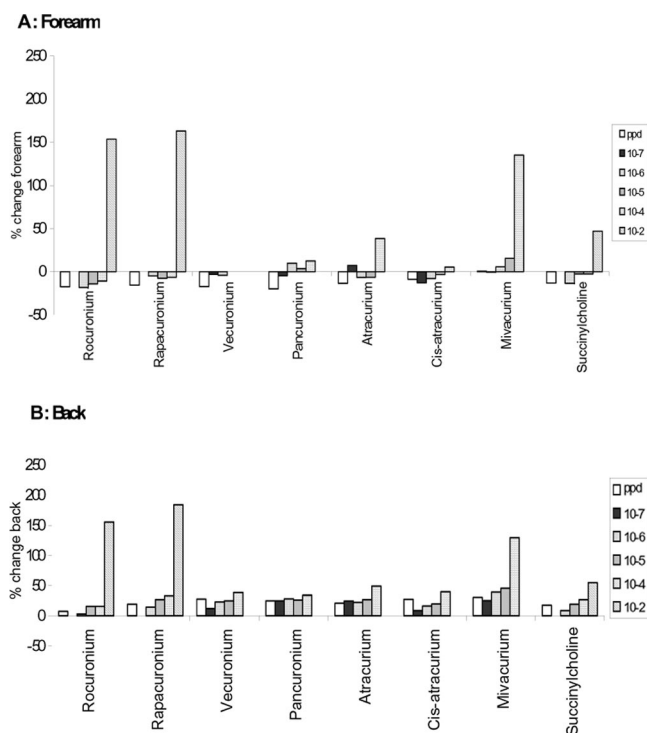 A: Forearm
250
200
150
100
50
0
-50
% change forearm
Rocuronium
Rapacuronium
Vecuronium
Pancuronium
Atracurium
Cis-atracurium
Mivacurium
Succinylcholine
ppd
10-7
10-6
10-5
10-4
10-2
B: Back
250
200
150
100
50
0
-50
% change back
Rocuronium
Rapacuronium
Vecuronium
Pancuronium
Atracurium
Cis-atracurium
Mivacurium
Succinylcholine
ppd
10-7
10-6
10-5
10-4
10-2